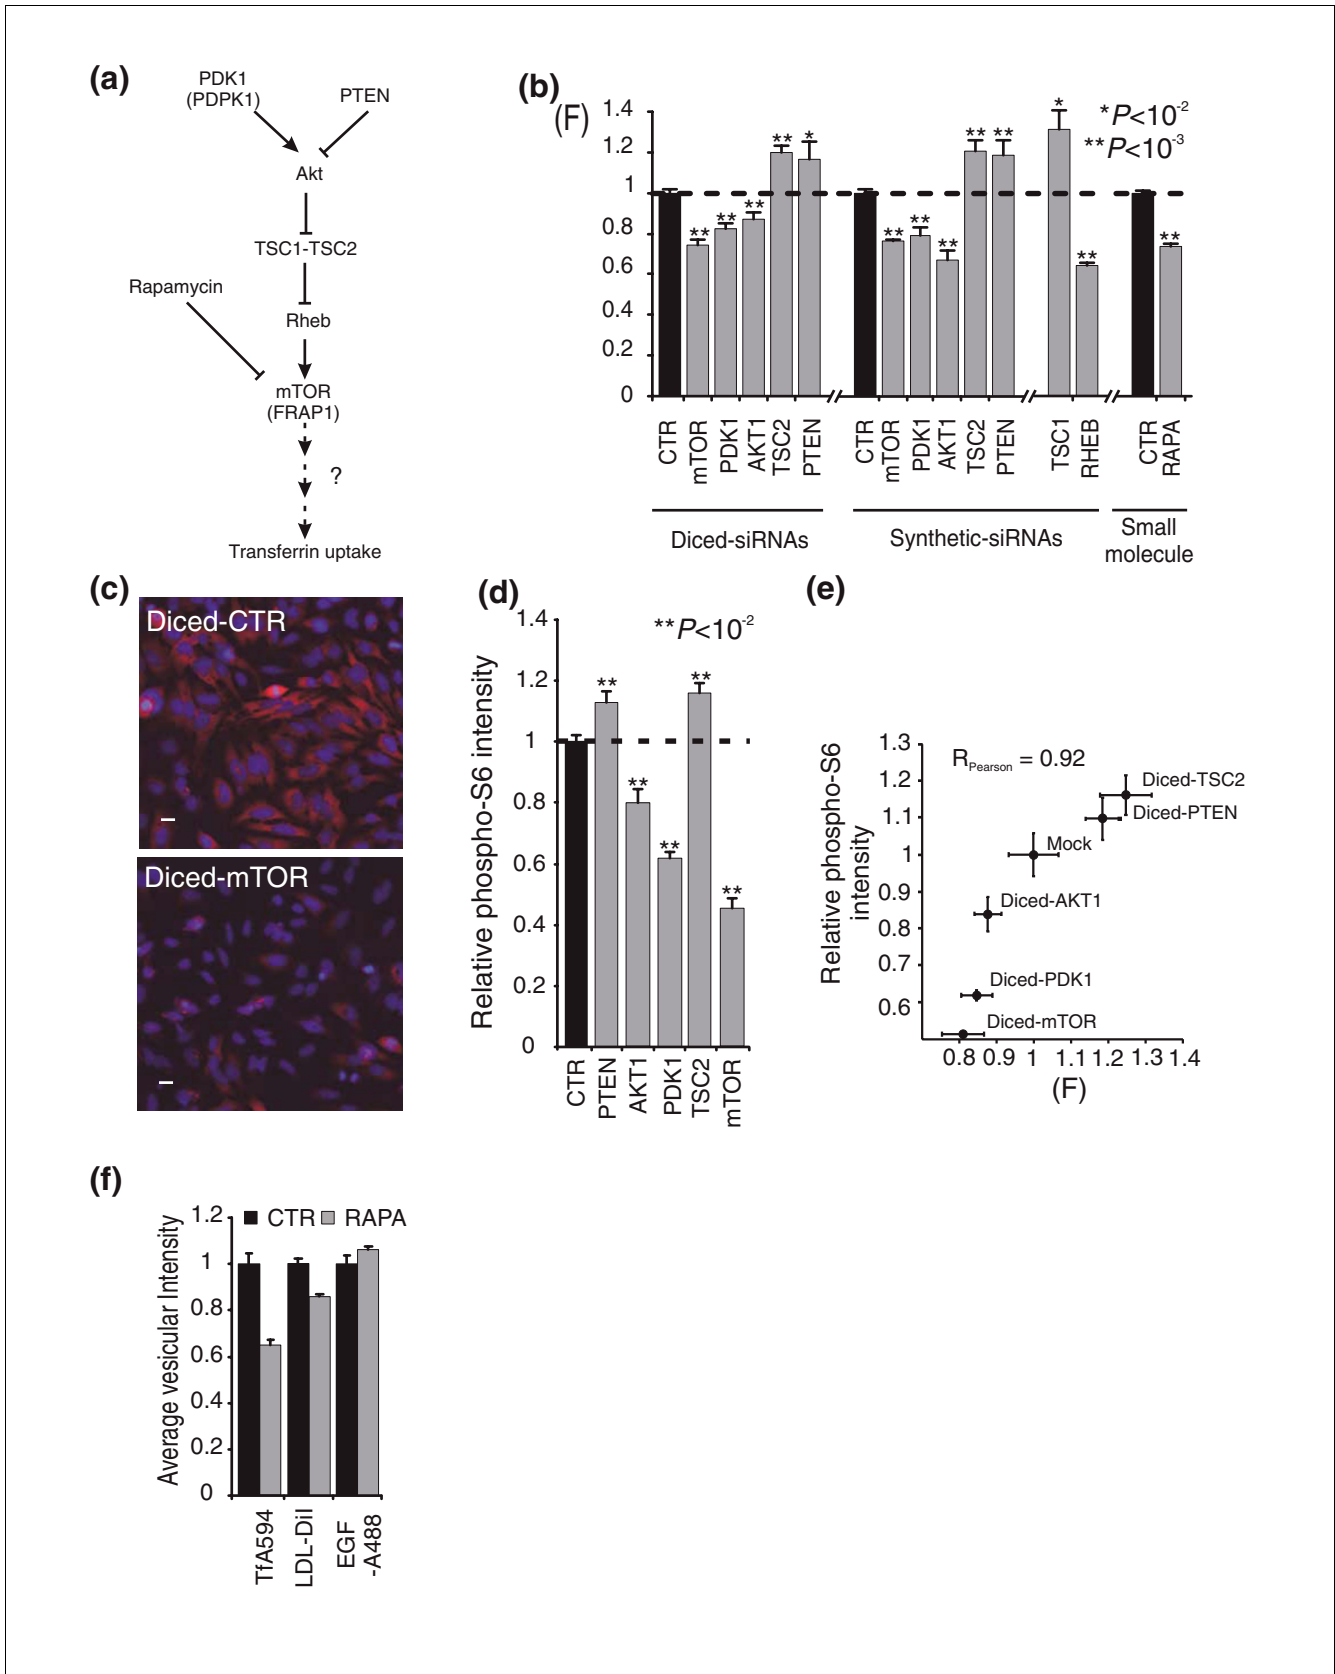 (a)
PDK1
(PDPK1)
PTEN
Akt
TSC1-TSC2
Rapamycin
Rheb
mTOR
(FRAP1)
?
Transferrin uptake
(b)
(F)
1.4
1.2
1
0.8
0.6
0.4
0.2
0
*P<10-2
**P<10-3
** ** ** ** *
** ** ** ** **
* **
**
CTR
mTOR
PDK1
AKT1
TSC2
PTEN
CTR
mTOR
PDK1
AKT1
TSC2
PTEN
TSC1
RHEB
CTR
RAPA
Diced-siRNAs
Synthetic-siRNAs
Small
molecule
(c)
Diced-CTR
Diced-mTOR
(d)
Relative phospho-S6 intensity
1.4
1.2
1
0.8
0.6
0.4
0.2
0
**P<10-2
** ** ** ** **
CTR
PTEN
AKT1
PDK1
TSC2
mTOR
(e)
Relative phospho-S6
intensity
1.3
1.2
1.1
1
0.9
0.8
0.7
0.6
RPearson = 0.92
Diced-TSC2
Diced-PTEN
Mock
Diced-AKT1
Diced-PDK1
Diced-mTOR
0.8 0.9 1 1.1 1.2 1.3 1.4
(F)
(f)
Average vesicular Intensity
1.2
1
0.8
0.6
0.4
0.2
0
CTR RAPA
TfA594
LDL-DiI
EGF
-A488